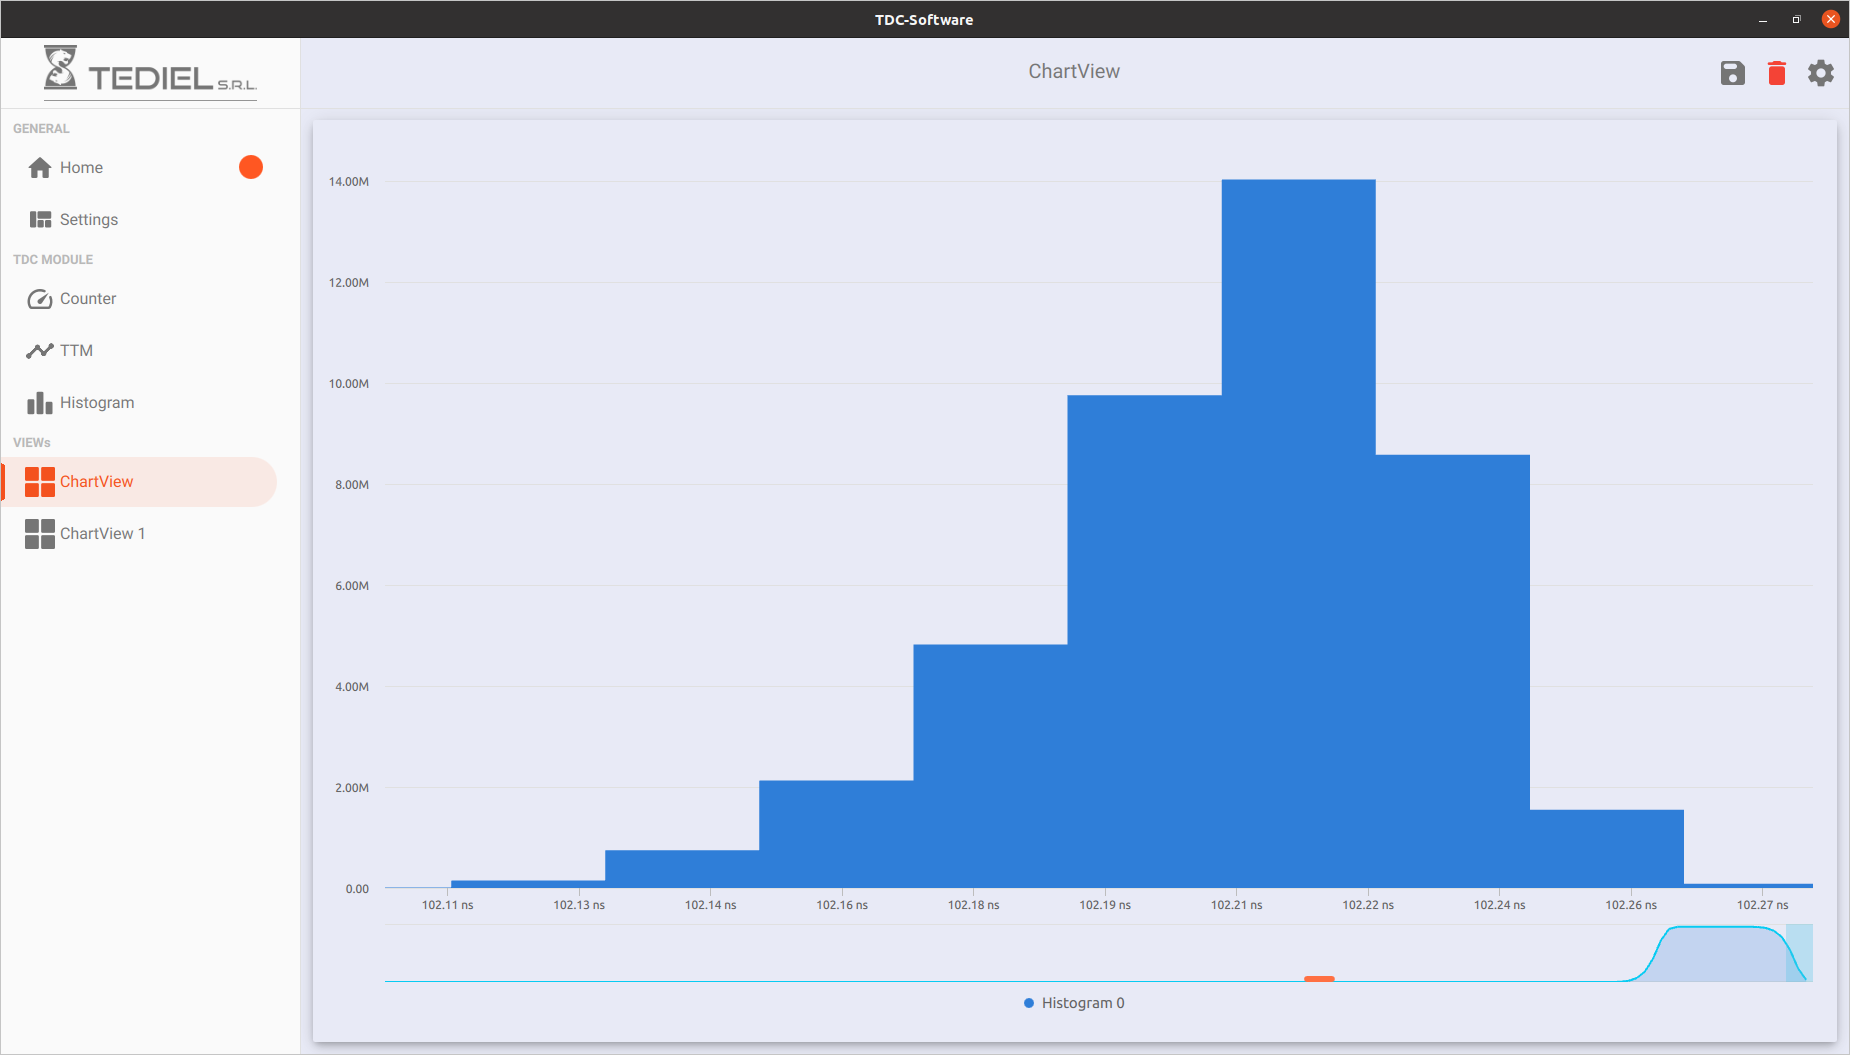 TDC-Software
TEDIEL S.R.L.
ChartView
GENERAL
Home
Settings
TDC MODULE
Counter
TTM
Histogram
VIEWs
ChartView
ChartView 1
14.00M
12.00M
10.00M
8.00M
6.00M
4.00M
2.00M
0.00
102.11 ns 102.13 ns 102.14 ns 102.16 ns 102.18 ns 102.19 ns 102.21 ns 102.22 ns 102.24 ns 102.26 ns 102.27 ns
Histogram 0